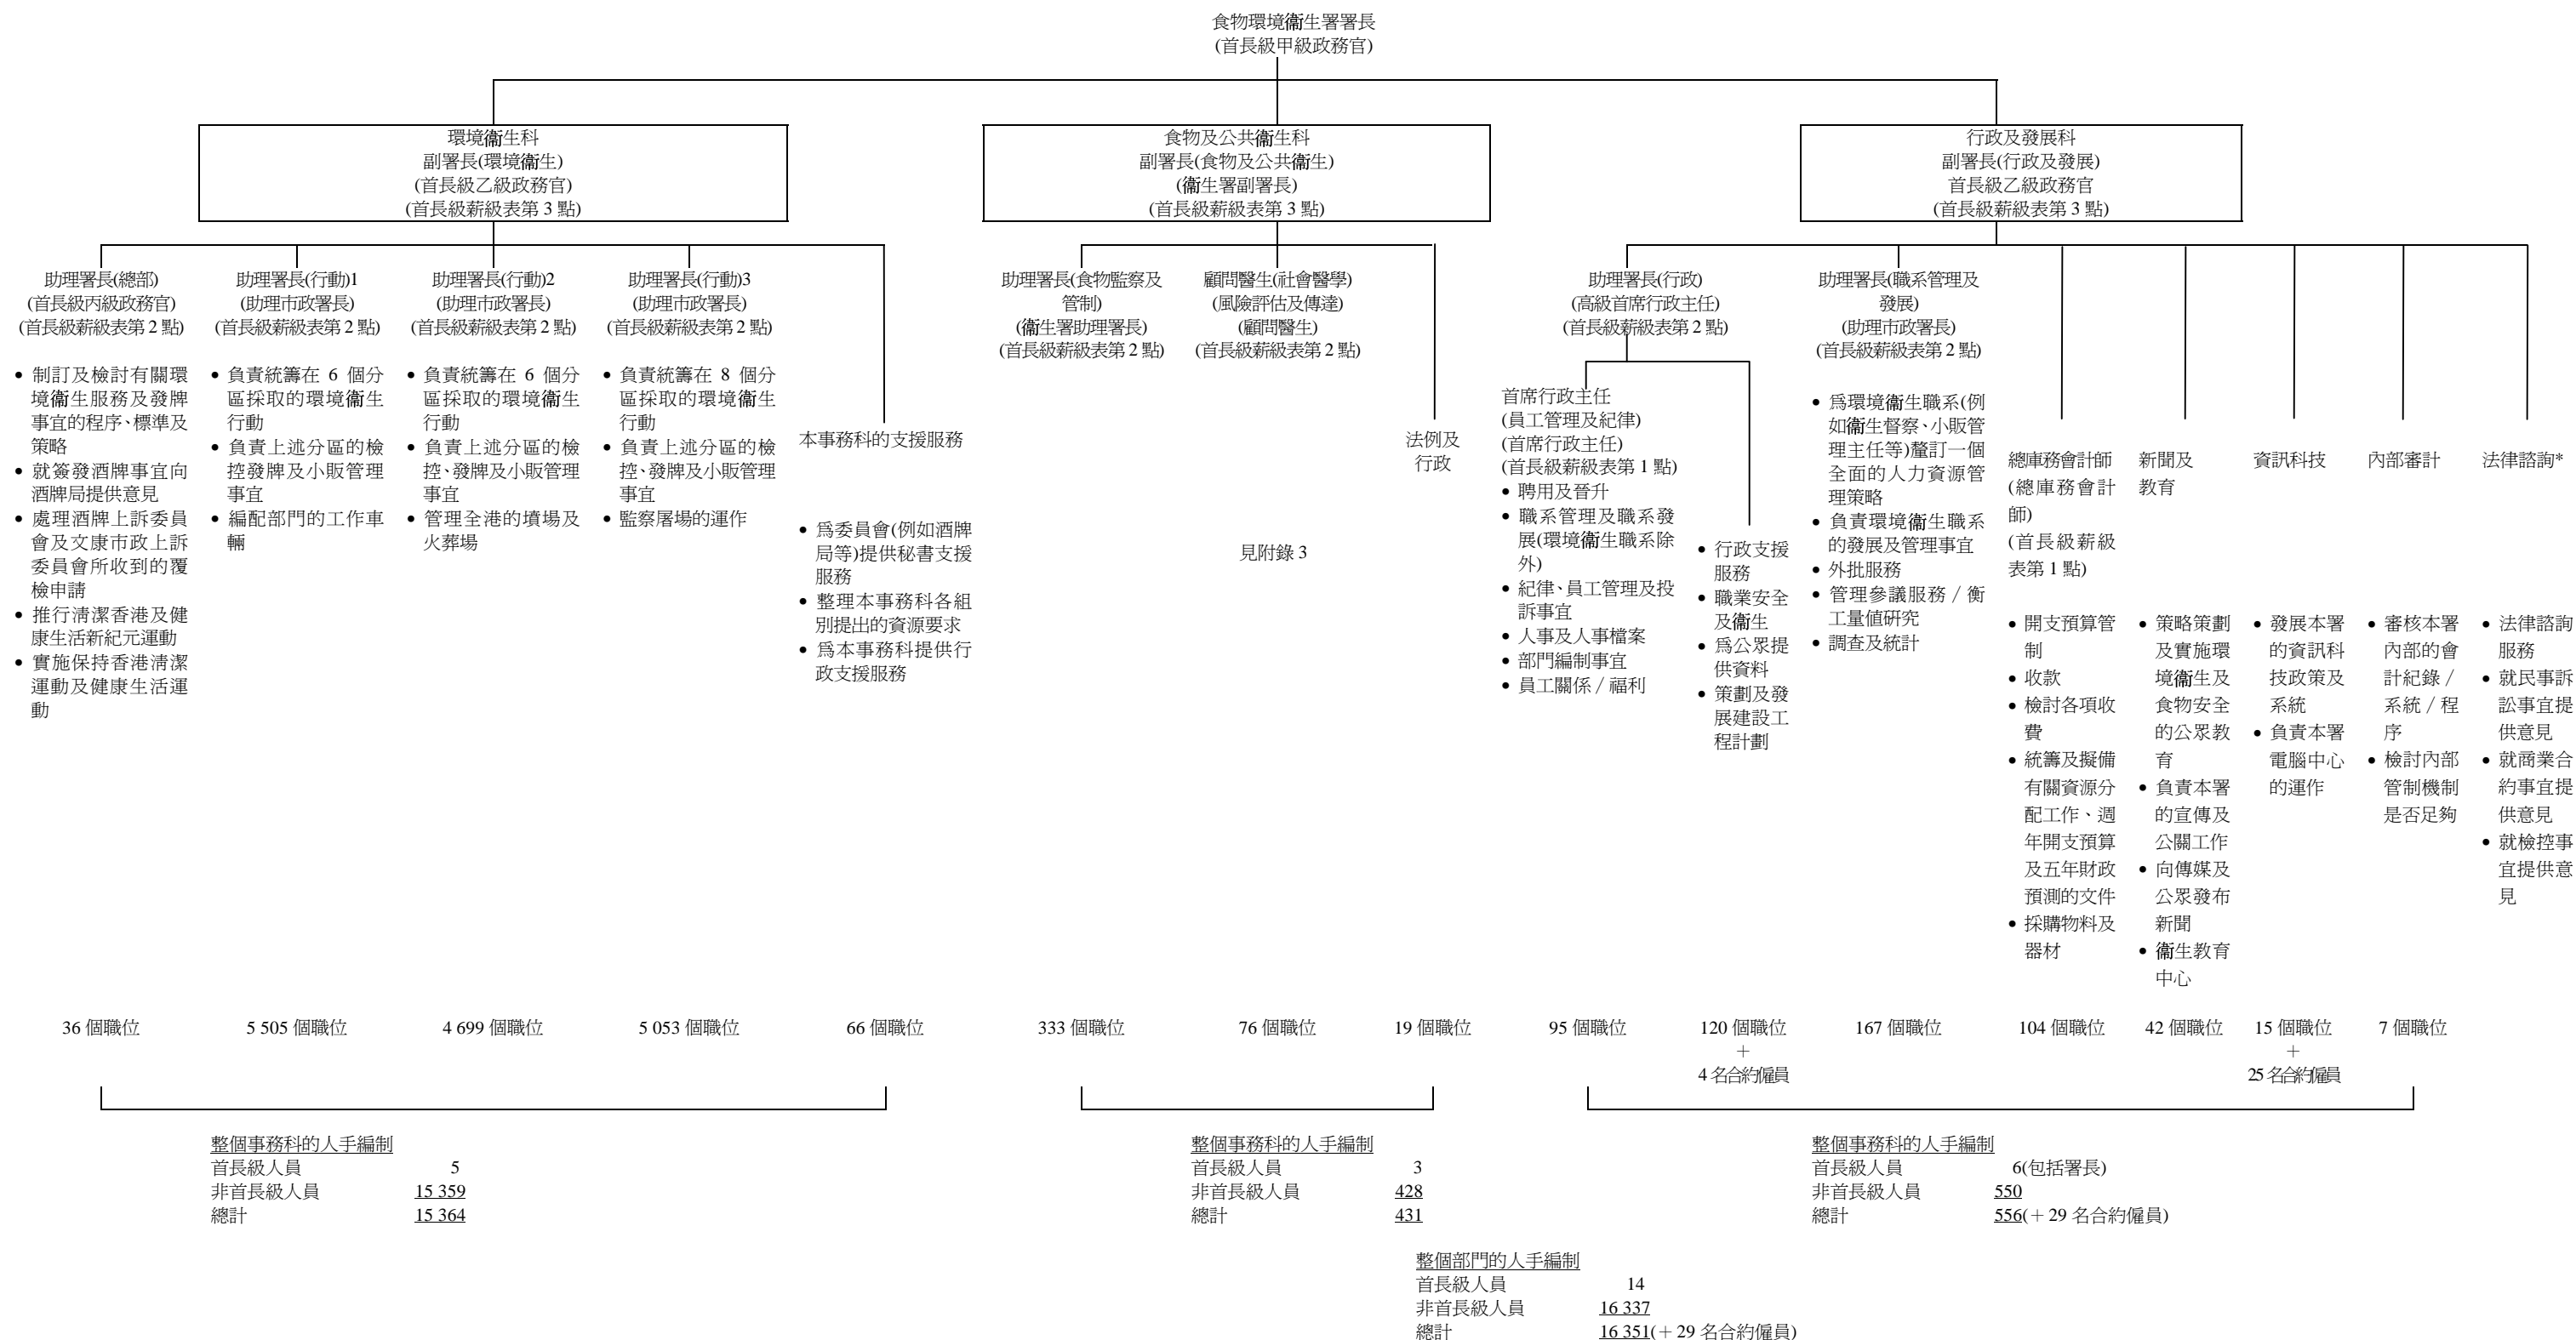 食物環境衞生署署長
(首長級甲級政務官)
環境衞生科
副署長(環境衞生)
(首長級乙級政務官)
(首長級薪級表第 3 點)
食物及公共衞生科
副署長(食物及公共衞生)
(衞生署副署長)
(首長級薪級表第 3 點)
行政及發展科
副署長(行政及發展)
首長級乙級政務官
(首長級薪級表第 3 點)
助理署長(總部)
(首長級丙級政務官)
(首長級薪級表第 2 點)
• 制訂及檢討有關環
境衞生服務及發牌
事宜的程序、標準及
策略
• 就簽發酒牌事宜向
酒牌局提供意見
• 處理酒牌上訴委員
會及文康市政上訴
委員會所收到的覆
檢申請
• 推行清潔香港及健
康生活新紀元運動
• 實施保持香港清潔
運動及健康生活運
動
助理署長(行動)1
(助理市政署長)
(首長級薪級表第 2 點)
• 負責統籌在 6 個分
區採取的環境衞生
行動
• 負責上述分區的檢
控發牌及小販管理
事宜
• 編配部門的工作車
輛
助理署長(行動)2
(助理市政署長)
(首長級薪級表第 2 點)
• 負責統籌在 6 個分
區採取的環境衞生
行動
• 負責上述分區的檢
控、發牌及小販管理
事宜
• 管理全港的墳場及
火葬場
助理署長(行動)3
(助理市政署長)
(首長級薪級表第 2 點)
• 負責統籌在 8 個分
區採取的環境衞生
行動
• 負責上述分區的檢
控、發牌及小販管理
事宜
• 監察屠場的運作
本事務科的支援服務
• 爲委員會(例如酒牌
局等)提供秘書支援
服務
• 整理本事務科各組
別提出的資源要求
• 爲本事務科提供行
政支援服務
助理署長(食物監察及
管制)
(衞生署助理署長)
(首長級薪級表第 2 點)
顧問醫生(社會醫學)
(風險評估及傳達)
(顧問醫生)
(首長級薪級表第 2 點)
法例及
行政
見附錄 3
助理署長(行政)
(高級首席行政主任)
(首長級薪級表第 2 點)
首席行政主任
(員工管理及紀律)
(首席行政主任)
(首長級薪級表第 1 點)
• 聘用及晉升
• 職系管理及職系發
展(環境衞生職系除
外)
• 紀律、員工管理及投
訴事宜
• 人事及人事檔案
• 部門編制事宜
• 員工關係／福利
• 行政支援
服務
• 職業安全
及衞生
• 爲公眾提
供資料
• 策劃及發
展建設工
程計劃
助理署長(職系管理及
發展)
(助理市政署長)
(首長級薪級表第 2 點)
• 爲環境衞生職系(例
如衞生督察、小販管
理主任等)釐訂一個
全面的人力資源管
理策略
• 負責環境衞生職系
的發展及管理事宜
• 外批服務
• 管理參議服務／衡
工量值研究
• 調查及統計
總庫務會計師
(總庫務會計
師)
(首長級薪級
表第 1 點)
• 開支預算管
制
• 收款
• 檢討各項收
費
• 統籌及擬備
有關資源分
配工作、週
年開支預算
及五年財政
預測的文件
• 採購物料及
器材
新聞及
教育
• 策略策劃
及實施環
境衞生及
食物安全
的公眾教
育
• 負責本署
的宣傳及
公關工作
• 向傳媒及
公眾發布
新聞
• 衞生教育
中心
資訊科技
• 發展本署
的資訊科
技政策及
系統
• 負責本署
電腦中心
的運作
內部審計
• 審核本署
內部的會
計紀錄／
系統／程
序
• 檢討內部
管制機制
是否足夠
法律諮詢*
• 法律諮詢
服務
• 就民事訴
訟事宜提
供意見
• 就商業合
約事宜提
供意見
• 就檢控事
宜提供意
見
36 個職位
5 505 個職位
4 699 個職位
5 053 個職位
66 個職位
333 個職位
76 個職位
19 個職位
95 個職位
120 個職位
＋
4 名合約僱員
167 個職位
104 個職位
42 個職位
15 個職位
＋
25 名合約僱員
7 個職位
整個事務科的人手編制
首長級人員 5
非首長級人員 15 359
總計 15 364
整個事務科的人手編制
首長級人員 3
非首長級人員 428
總計 431
整個事務科的人手編制
首長級人員 6(包括署長)
非首長級人員 550
總計 556(＋29 名合約僱員)
整個部門的人手編制
首長級人員 14
非首長級人員 16 337
總計 16 351(＋29 名合約僱員)